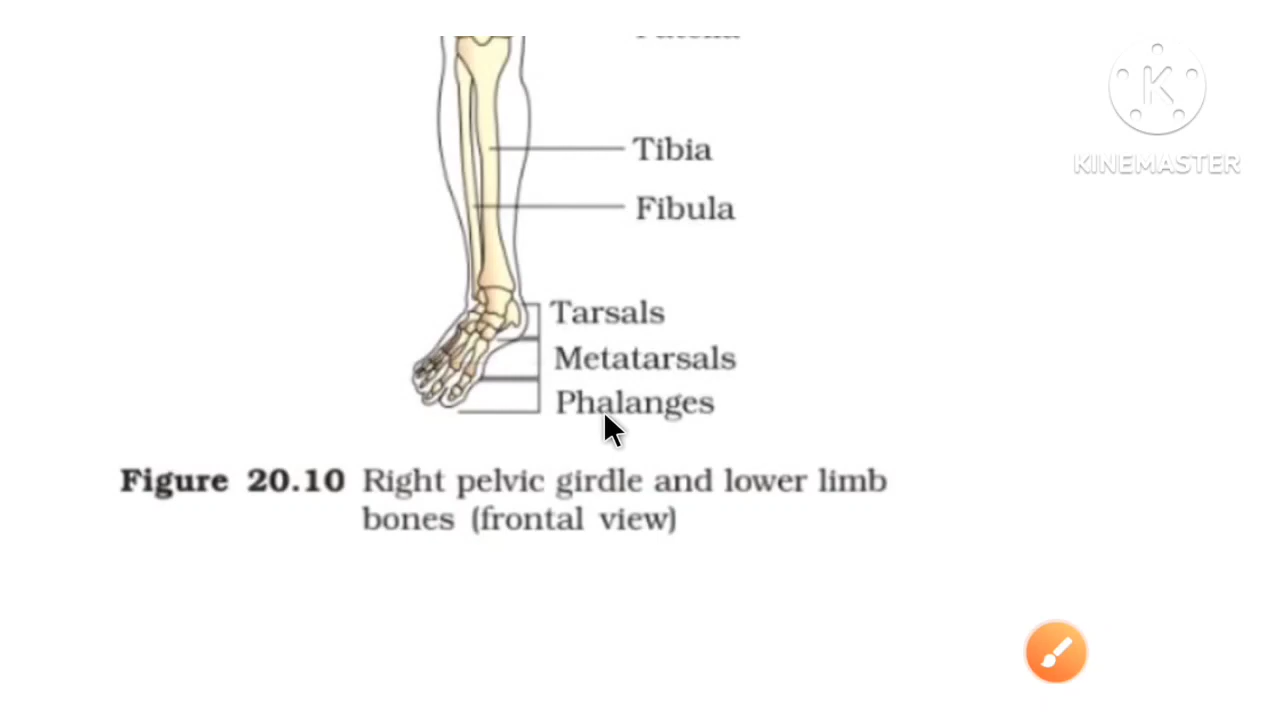 KINEMASTER
Tibia
Fibula
Tarsals
Metatarsals
Phalanges
Figure 20.10 Right pelvic girdle and lower limb
bones (frontal view)